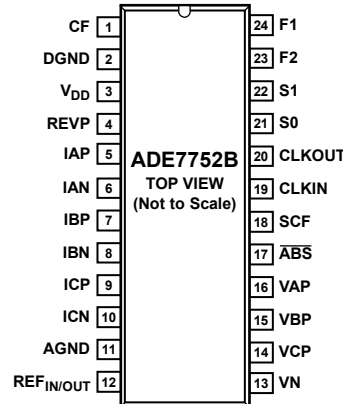 CF 1
DGND 2
VDD 3
REVP 4
IAP 5
IAN 6
IBP 7
IBN 8
ICP 9
ICN 10
AGND 11
REFIN/OUT 12
ADE7752B
TOP VIEW
(Not to Scale)
24 F1
23 F2
22 S1
21 S0
20 CLKOUT
19 CLKIN
18 SCF
17 A̅B̅S̅
16 VAP
15 VBP
14 VCP
13 VN